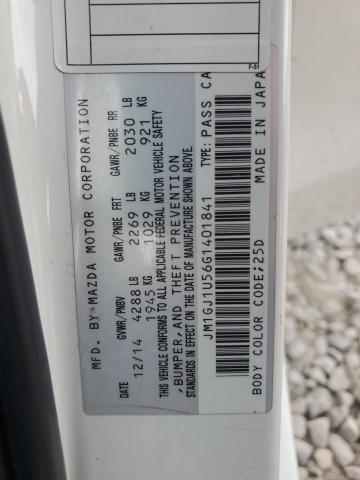 F-51
MFD. BY MAZDA MOTOR CORPORATION
GVWR/PNBV GAWR/PNBE FRT GAWR/PNBE RR
DATE 12/14 4288 LB 2269 LB 2030 LB
1945 KG 1029 KG 921 KG
THIS VEHICLE CONFORMS TO ALL APPLICABLE FEDERAL MOTOR VEHICLE SAFETY
,BUMPER,AND THEFT PREVENTION
STANDARDS IN EFFECT ON THE DATE OF MANUFACTURE SHOWN ABOVE.
JM1GJ1U56G1401841 TYPE: PASS CA
BODY COLOR CODE;25D MADE IN JAPA